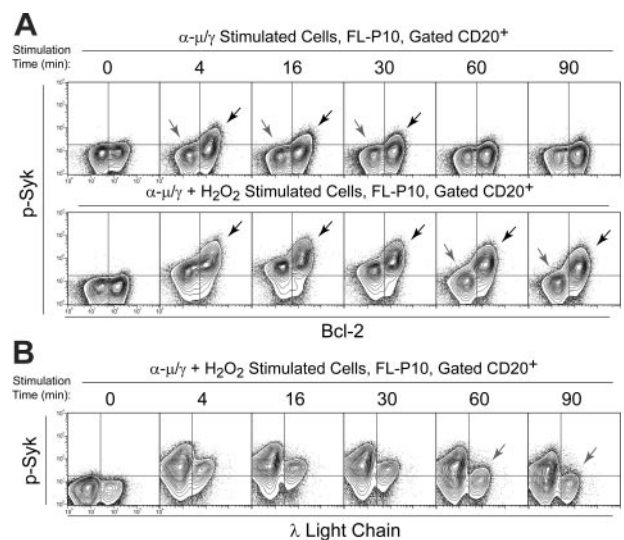 A
α-μ/γ Stimulated Cells, FL-P10, Gated CD20+
Stimulation
Time (min): 0 4 16 30 60 90
p-Syk
α-μ/γ + H2O2 Stimulated Cells, FL-P10, Gated CD20+
Bcl-2
B
α-μ/γ + H2O2 Stimulated Cells, FL-P10, Gated CD20+
Stimulation
Time (min): 0 4 16 30 60 90
p-Syk
λ Light Chain